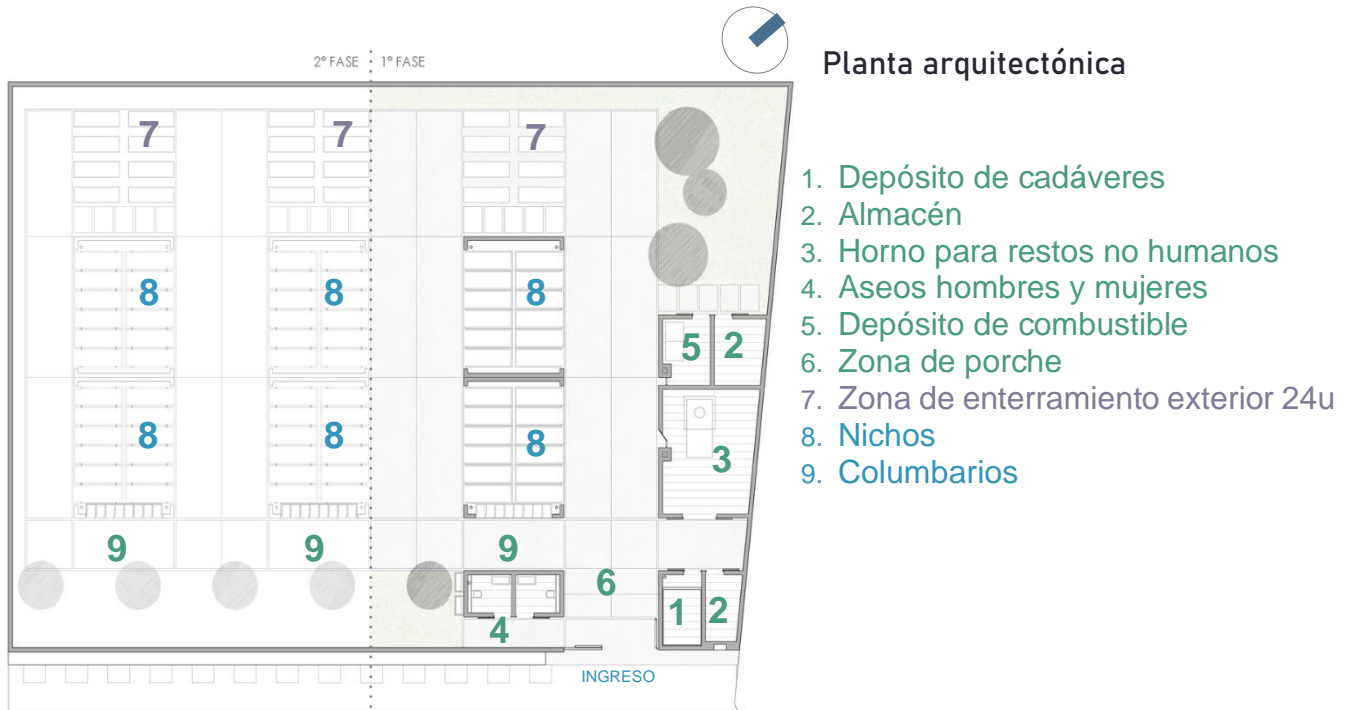 2º FASE 1º FASE
Planta arquitectónica
7 7 7
1. Depósito de cadáveres
2. Almacén
3. Horno para restos no humanos
4. Aseos hombres y mujeres
5. Depósito de combustible
6. Zona de porche
7. Zona de enterramiento exterior 24u
8. Nichos
9. Columbarios
8 8 8
5 2
8 8 8
3
9 9 9
6
1 2
4
INGRESO